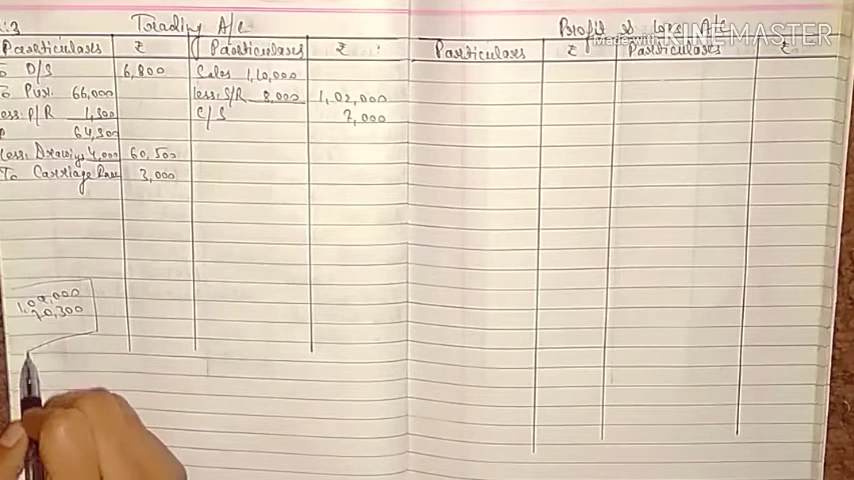 :3 Trading A/c
Particulars ₹ Particulars ₹
To O/S 6,800 Sales 1,10,000
To Pur. 66,000 less: S/R 8,000 1,02,000
less: P/R 1,500 C/S 7,000
64,500
less: Drawing 4,000 60,500
To Carriage 3,000
1,09,000
70,300
Profit & Loss A/c
Made with KINEMASTER
Particulars ₹ Particulars ₹